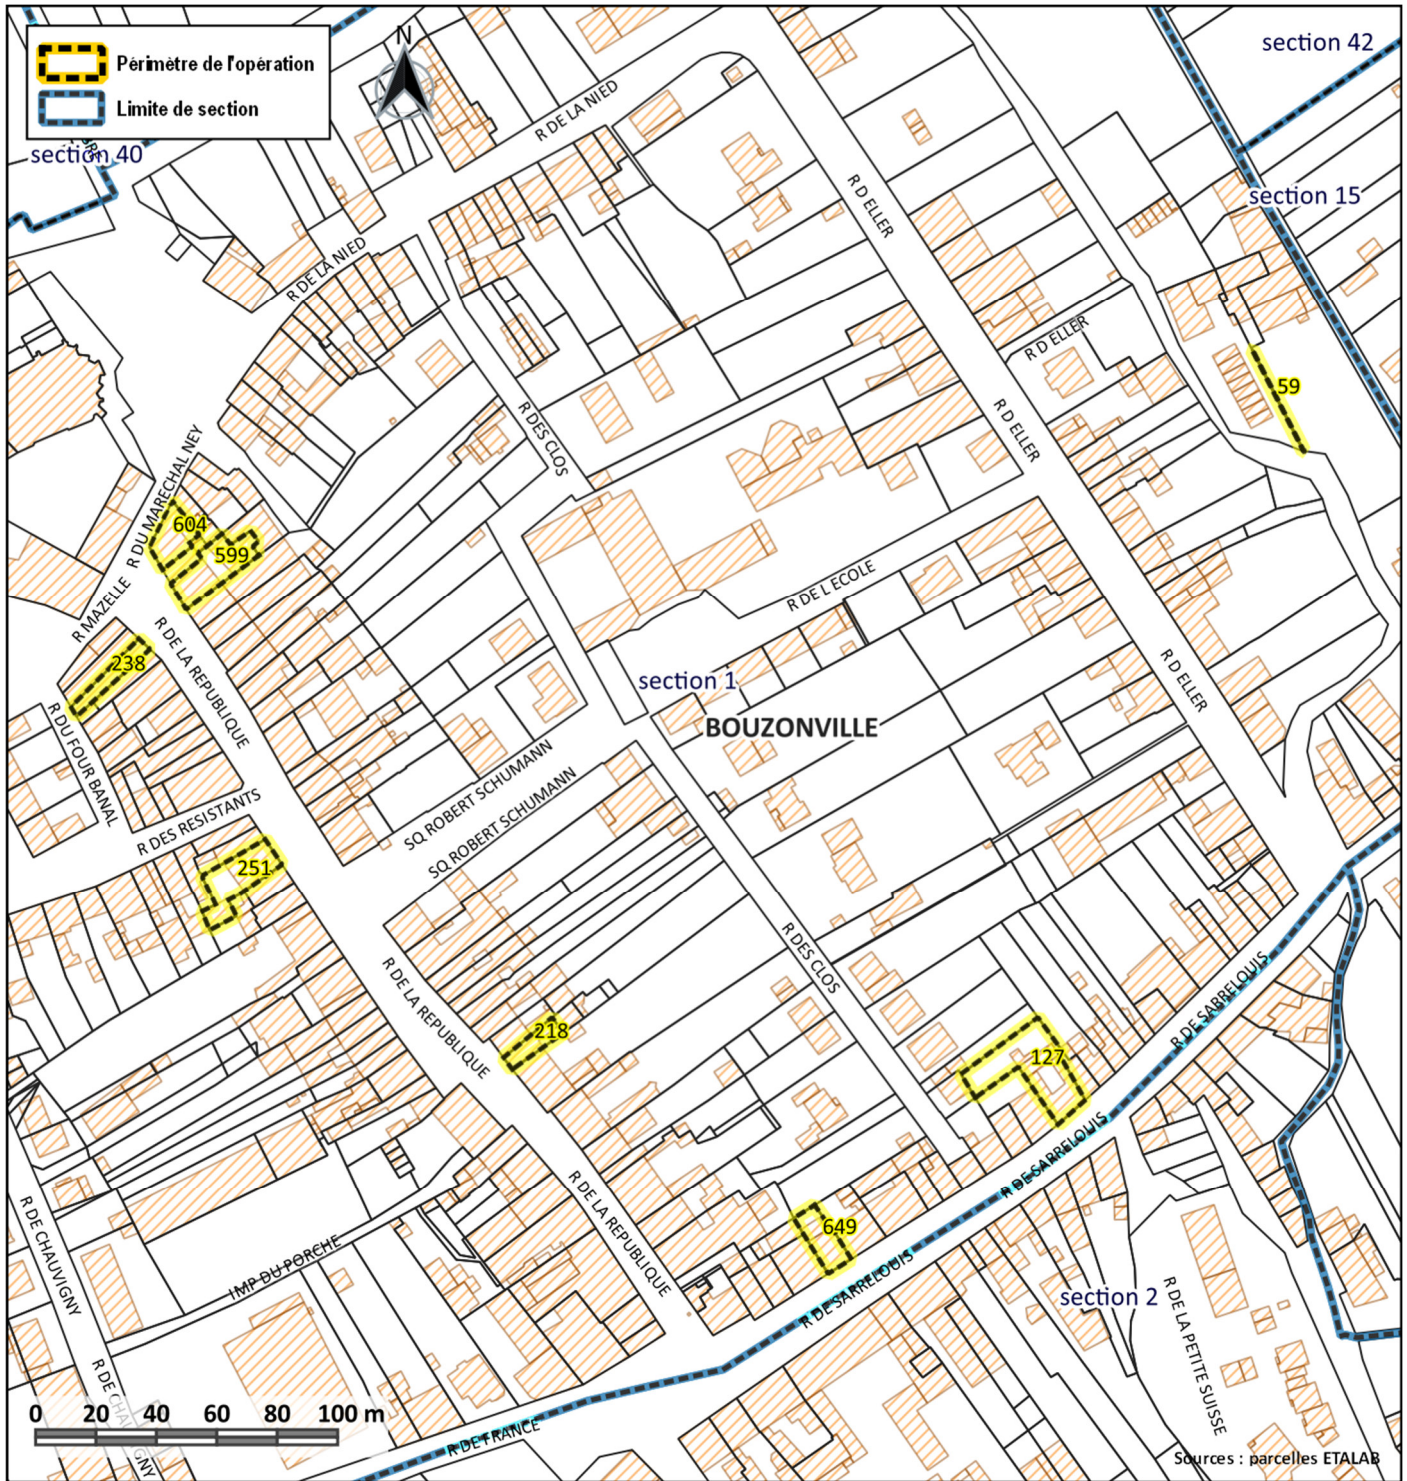 Périmètre de l'opération
Limite de section
N
section 42
section 40
section 15
R DE LA NIED
R DE LA NIED
R D ELLER
R D ELLER
R D ELLER
R D ELLER
59
R DES CLOS
R DU MARECHAL NEY
604
599
R MAZELLE
R DE L ECOLE
R DE LA REPUBLIQUE
238
section 1
BOUZONVILLE
R DU FOUR BANAL
SQ ROBERT SCHUMANN
SQ ROBERT SCHUMANN
R DES RESISTANTS
251
R DES CLOS
R DE LA REPUBLIQUE
218
127
R DE SARRELOUIS
R DE SARRELOUIS
R DE LA REPUBLIQUE
649
R DE SARRELOUIS
R DE CHAUVIGNY
IMP DU PORCHE
section 2
R DE LA PETITE SUISSE
R DE CHAUVIGNY
R DE FRANCE
0 20 40 60 80 100 m
Sources : parcelles ETALAB